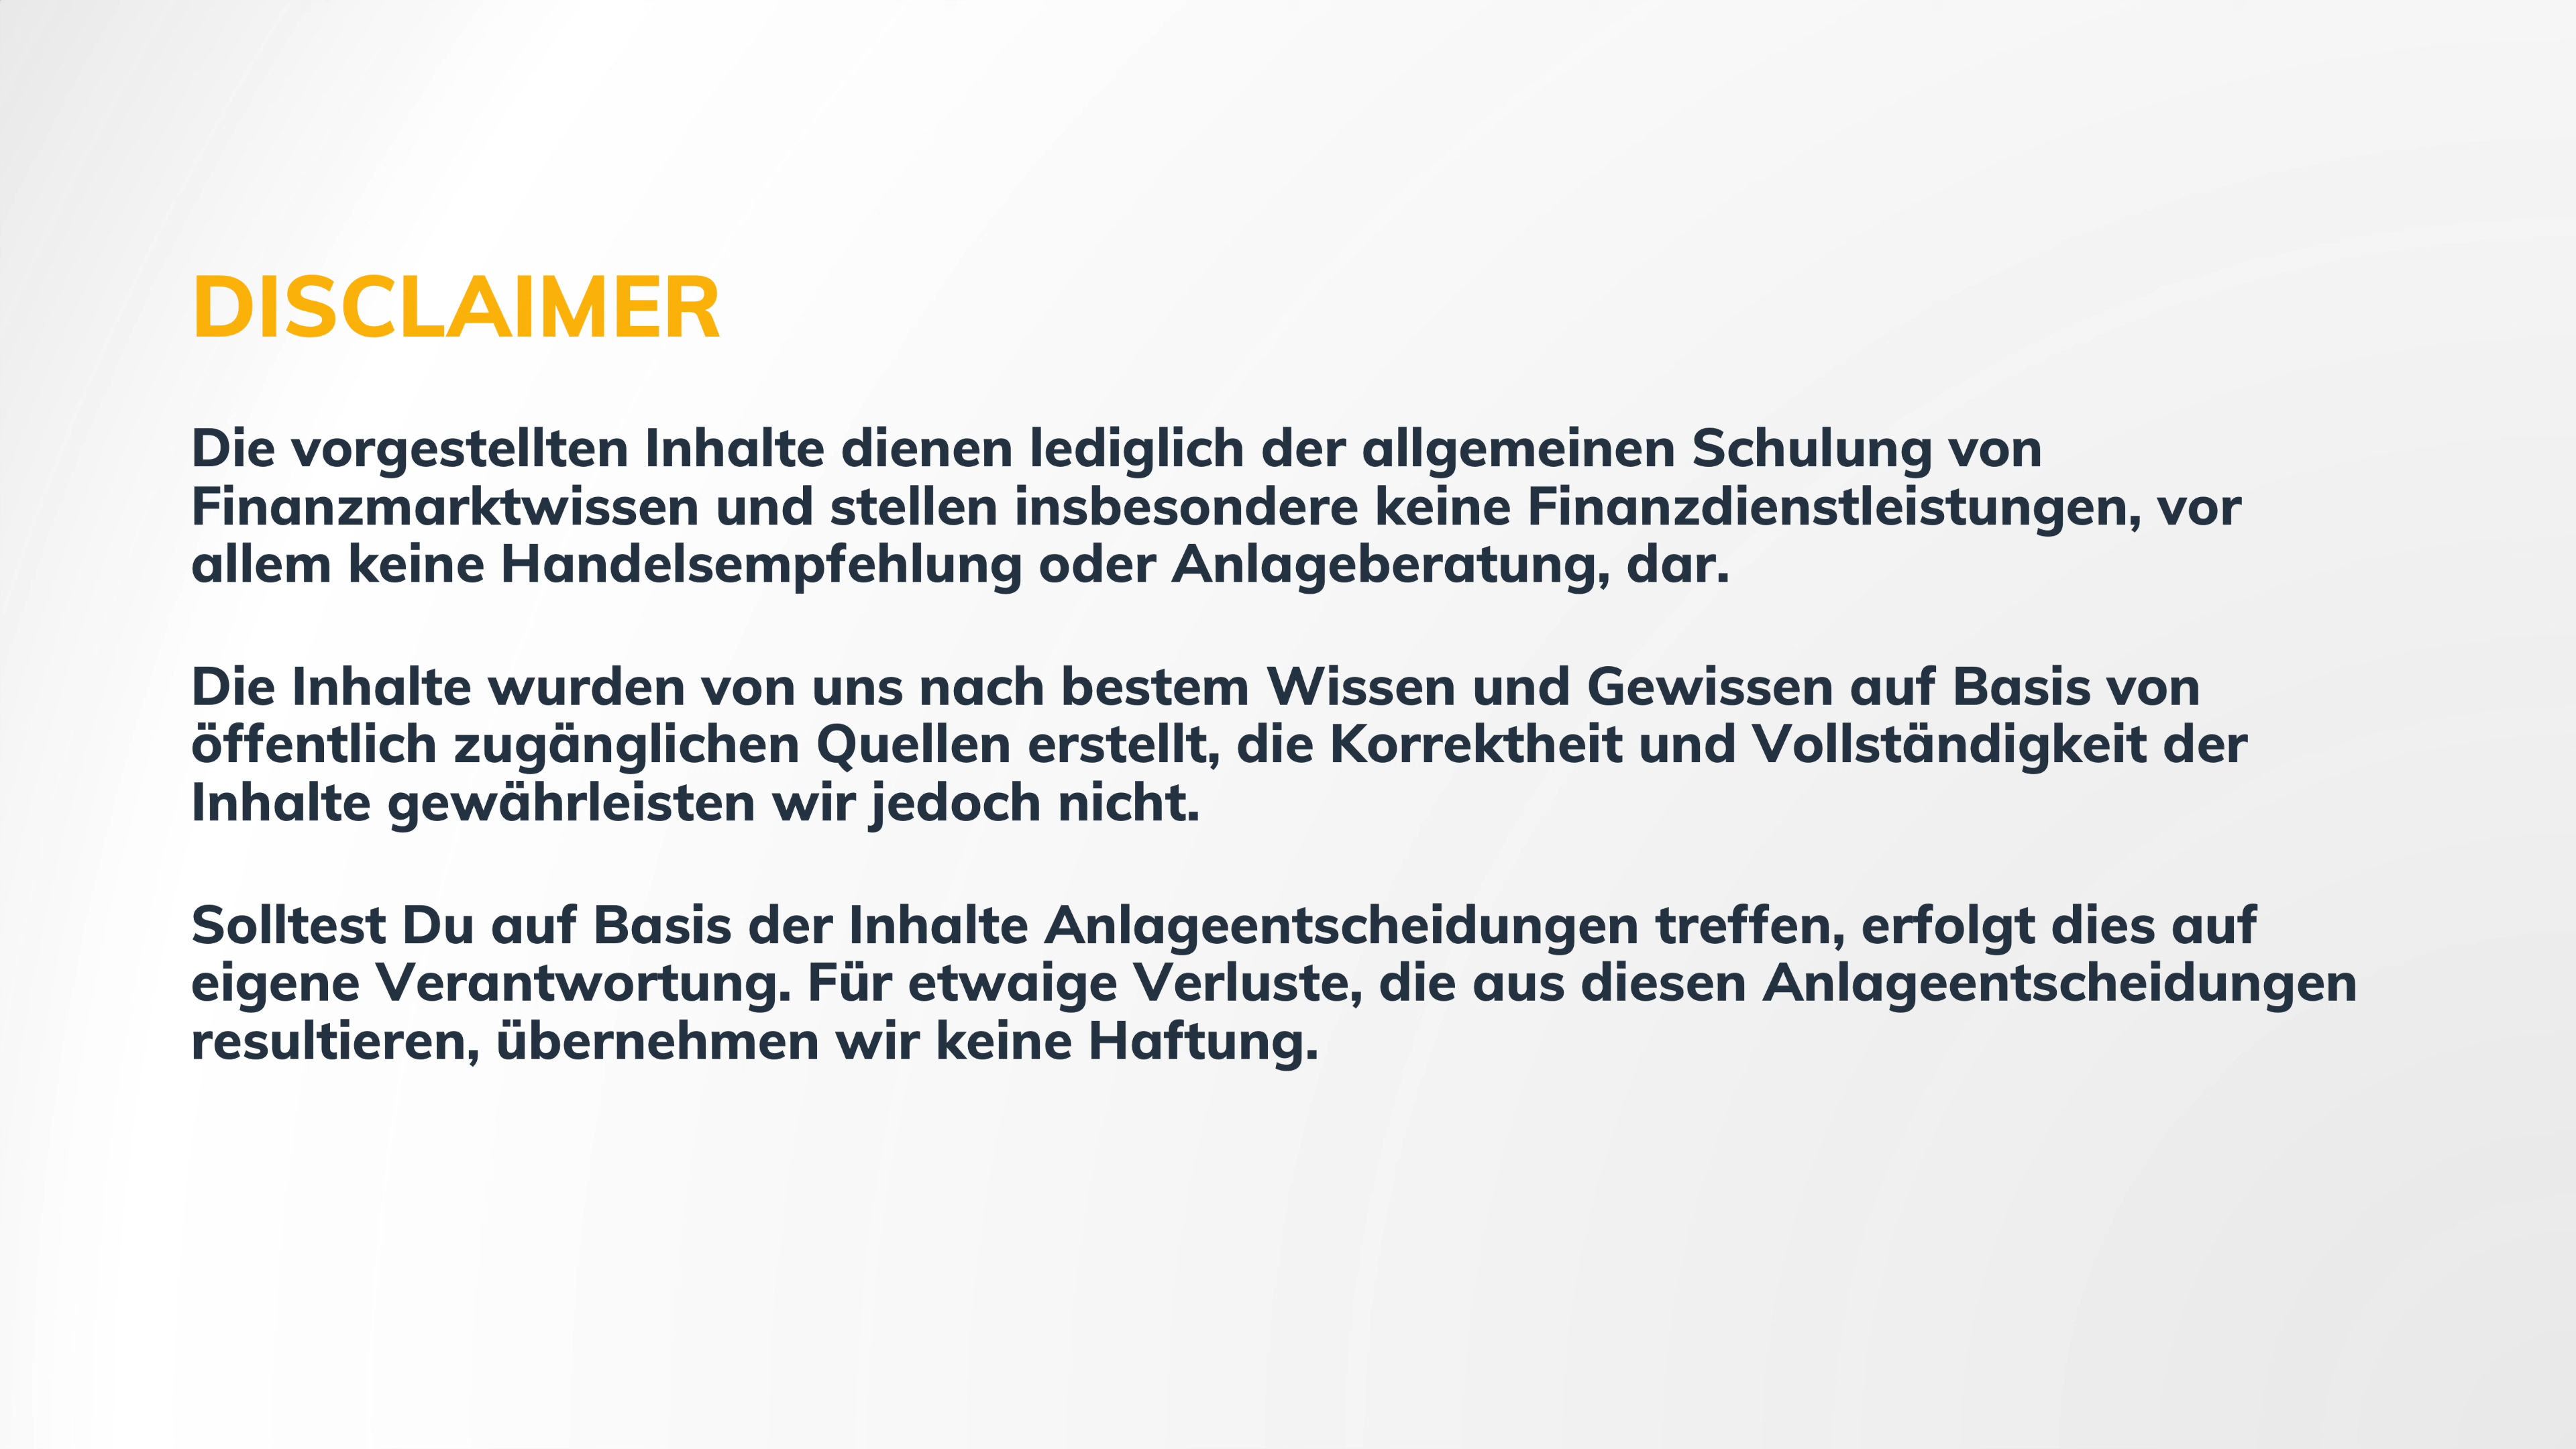 DISCLAIMER
Die vorgestellten Inhalte dienen lediglich der allgemeinen Schulung von
Finanzmarktwissen und stellen insbesondere keine Finanzdienstleistungen, vor
allem keine Handelsempfehlung oder Anlageberatung, dar.
Die Inhalte wurden von uns nach bestem Wissen und Gewissen auf Basis von
öffentlich zugänglichen Quellen erstellt, die Korrektheit und Vollständigkeit der
Inhalte gewährleisten wir jedoch nicht.
Solltest Du auf Basis der Inhalte Anlageentscheidungen treffen, erfolgt dies auf
eigene Verantwortung. Für etwaige Verluste, die aus diesen Anlageentscheidungen
resultieren, übernehmen wir keine Haftung.